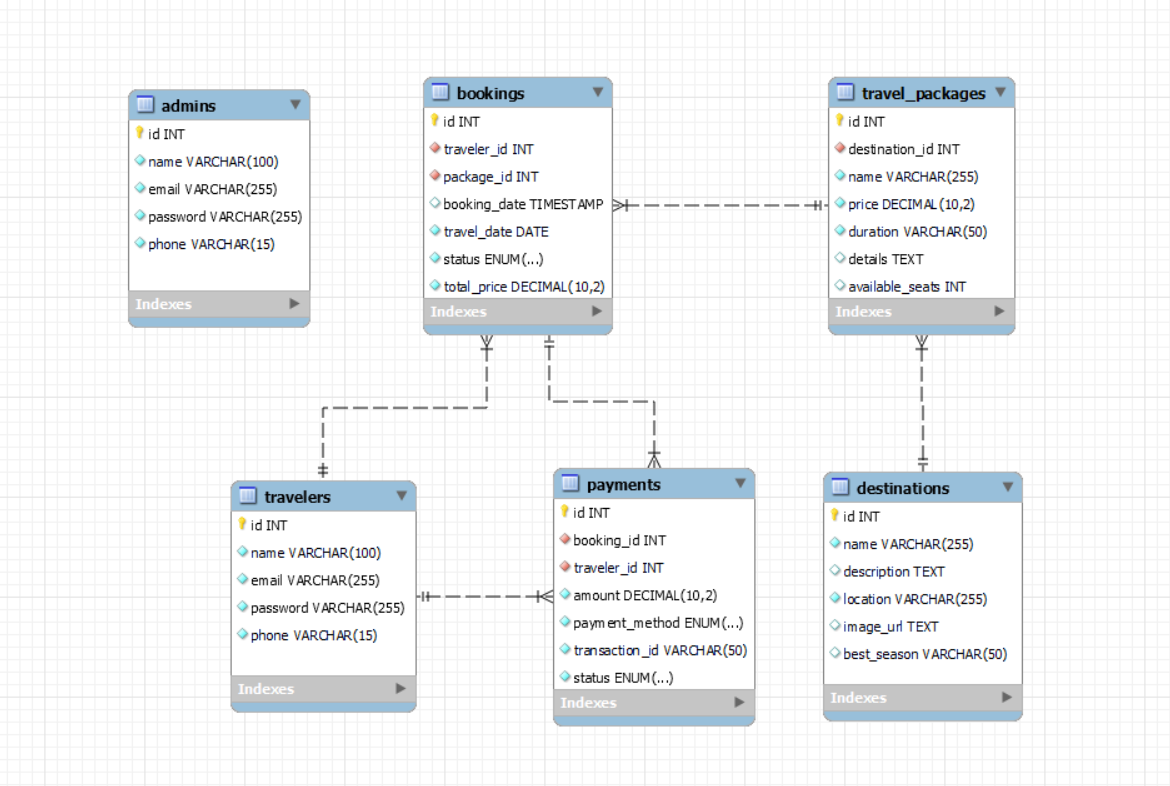 admins
id INT
name VARCHAR(100)
email VARCHAR(255)
password VARCHAR(255)
phone VARCHAR(15)
Indexes
bookings
id INT
traveler_id INT
package_id INT
booking_date TIMESTAMP
travel_date DATE
status ENUM(...)
total_price DECIMAL(10,2)
Indexes
travel_packages
id INT
destination_id INT
name VARCHAR(255)
price DECIMAL(10,2)
duration VARCHAR(50)
details TEXT
available_seats INT
Indexes
travelers
id INT
name VARCHAR(100)
email VARCHAR(255)
password VARCHAR(255)
phone VARCHAR(15)
Indexes
payments
id INT
booking_id INT
traveler_id INT
amount DECIMAL(10,2)
payment_method ENUM(...)
transaction_id VARCHAR(50)
status ENUM(...)
Indexes
destinations
id INT
name VARCHAR(255)
description TEXT
location VARCHAR(255)
image_url TEXT
best_season VARCHAR(50)
Indexes